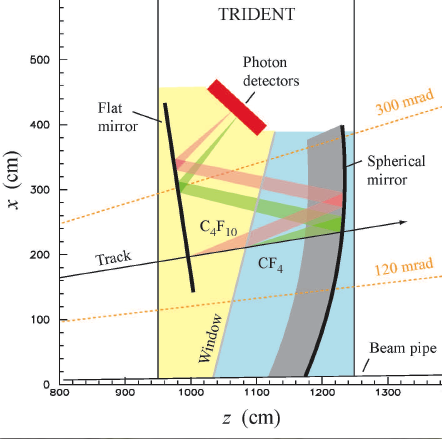 TRIDENT
500
400
300
200
100
0
x (cm)
Photon
detectors
Flat
mirror
300 mrad
Spherical
mirror
C₄F₁₀
Track
CF₄
120 mrad
Window
Beam pipe
800
900
1000
1100
1200
1300
z (cm)